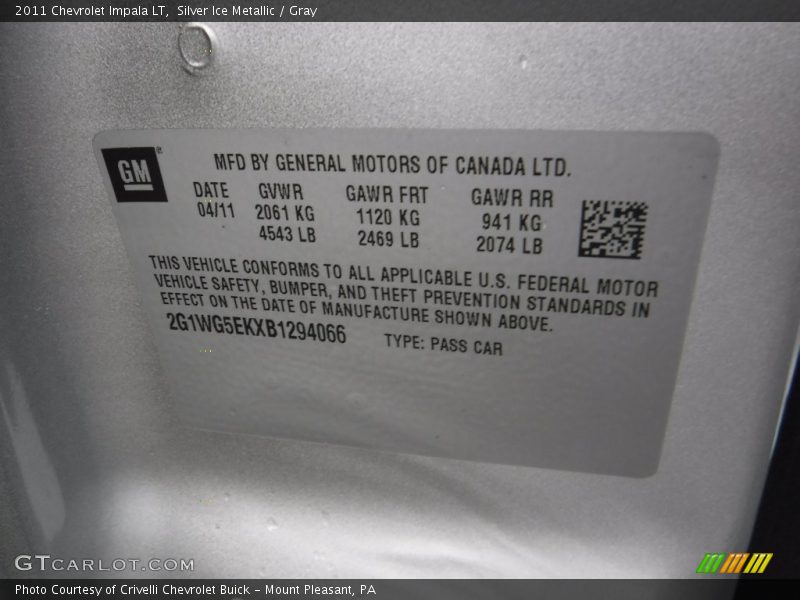 2011 Chevrolet Impala LT,  Silver Ice Metallic / Gray
GM
MFD BY GENERAL MOTORS OF CANADA LTD.
DATE GVWR GAWR FRT GAWR RR
04/11 2061 KG 1120 KG 941 KG
4543 LB 2469 LB 2074 LB
THIS VEHICLE CONFORMS TO ALL APPLICABLE U.S. FEDERAL MOTOR
VEHICLE SAFETY, BUMPER, AND THEFT PREVENTION STANDARDS IN
EFFECT ON THE DATE OF MANUFACTURE SHOWN ABOVE.
2G1WG5EKXB1294066 TYPE: PASS CAR
GTCARLOT.COM
Photo Courtesy of Crivelli Chevrolet Buick – Mount Pleasant, PA